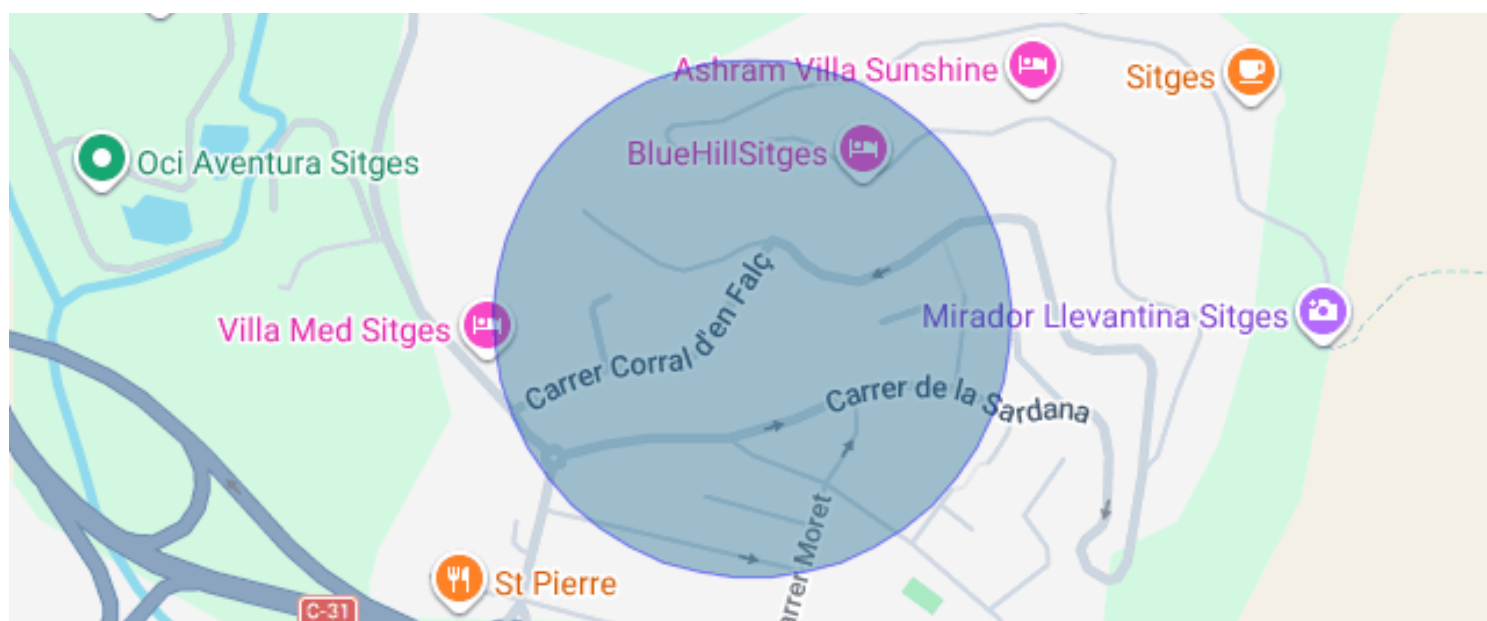 Ashram Villa Sunshine
Sitges
BlueHillSitges
Oci Aventura Sitges
Villa Med Sitges
Mirador Llevantina Sitges
Carrer Corral d'en Falç
Carrer de la Sardana
arrer Moret
St Pierre
C-31